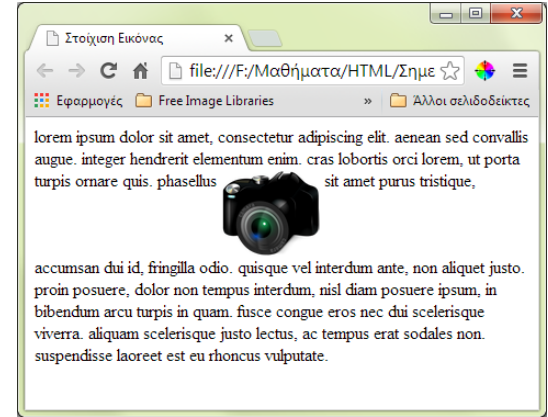 Στοίχιση Εικόνας
file:///F:/Μαθήματα/HTML/Σημε
Εφαρμογές Free Image Libraries » Άλλοι σελιδοδείκτες
lorem ipsum dolor sit amet, consectetur adipiscing elit. aenean sed convallis
augue. integer hendrerit elementum enim. cras lobortis orci lorem, ut porta
turpis ornare quis. phasellus sit amet purus tristique,
accumsan dui id, fringilla odio. quisque vel interdum ante, non aliquet justo.
proin posuere, dolor non tempus interdum, nisl diam posuere ipsum, in
bibendum arcu turpis in quam. fusce congue eros nec dui scelerisque
viverra. aliquam scelerisque justo lectus, ac tempus erat sodales non.
suspendisse laoreet est eu rhoncus vulputate.